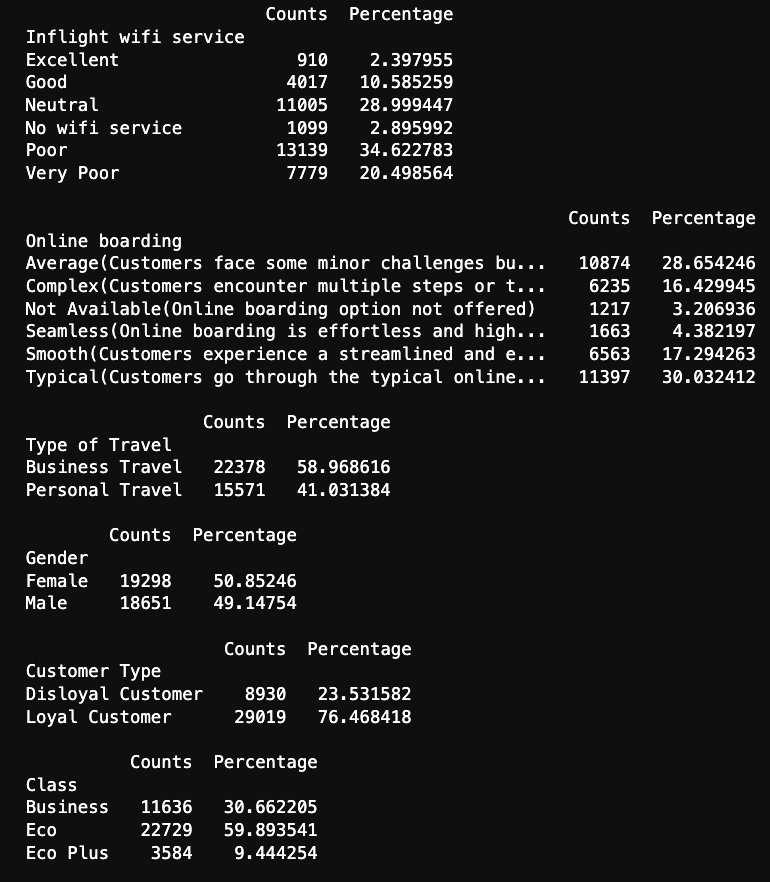 Counts Percentage
Inflight wifi service
Excellent 910 2.397955
Good 4017 10.585259
Neutral 11005 28.999447
No wifi service 1099 2.895992
Poor 13139 34.622783
Very Poor 7779 20.498564
Counts Percentage
Online boarding
Average(Customers face some minor challenges bu... 10874 28.654246
Complex(Customers encounter multiple steps or t... 6235 16.429945
Not Available(Online boarding option not offered) 1217 3.206936
Seamless(Online boarding is effortless and high... 1663 4.382197
Smooth(Customers experience a streamlined and e... 6563 17.294263
Typical(Customers go through the typical online... 11397 30.032412
Counts Percentage
Type of Travel
Business Travel 22378 58.968616
Personal Travel 15571 41.031384
Counts Percentage
Gender
Female 19298 50.85246
Male 18651 49.14754
Counts Percentage
Customer Type
Disloyal Customer 8930 23.531582
Loyal Customer 29019 76.468418
Counts Percentage
Class
Business 11636 30.662205
Eco 22729 59.893541
Eco Plus 3584 9.444254